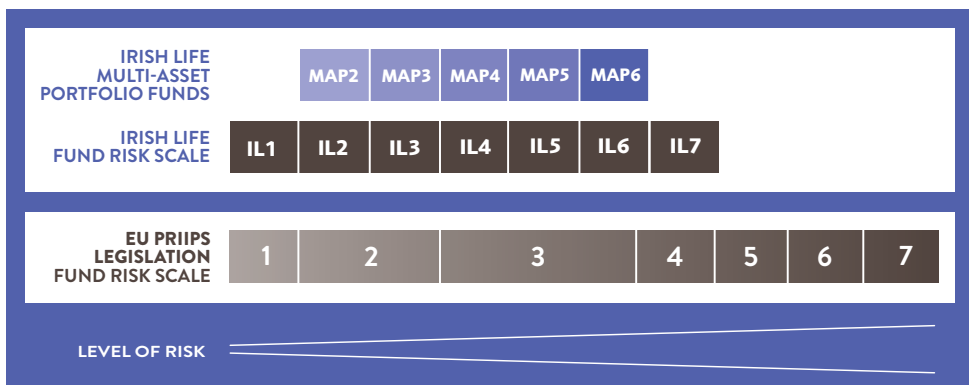 IRISH LIFE
MULTI-ASSET
PORTFOLIO FUNDS
MAP2 MAP3 MAP4 MAP5 MAP6
IRISH LIFE
FUND RISK SCALE
IL1 IL2 IL3 IL4 IL5 IL6 IL7
EU PRIIPS
LEGISLATION
FUND RISK SCALE
1 2 3 4 5 6 7
LEVEL OF RISK